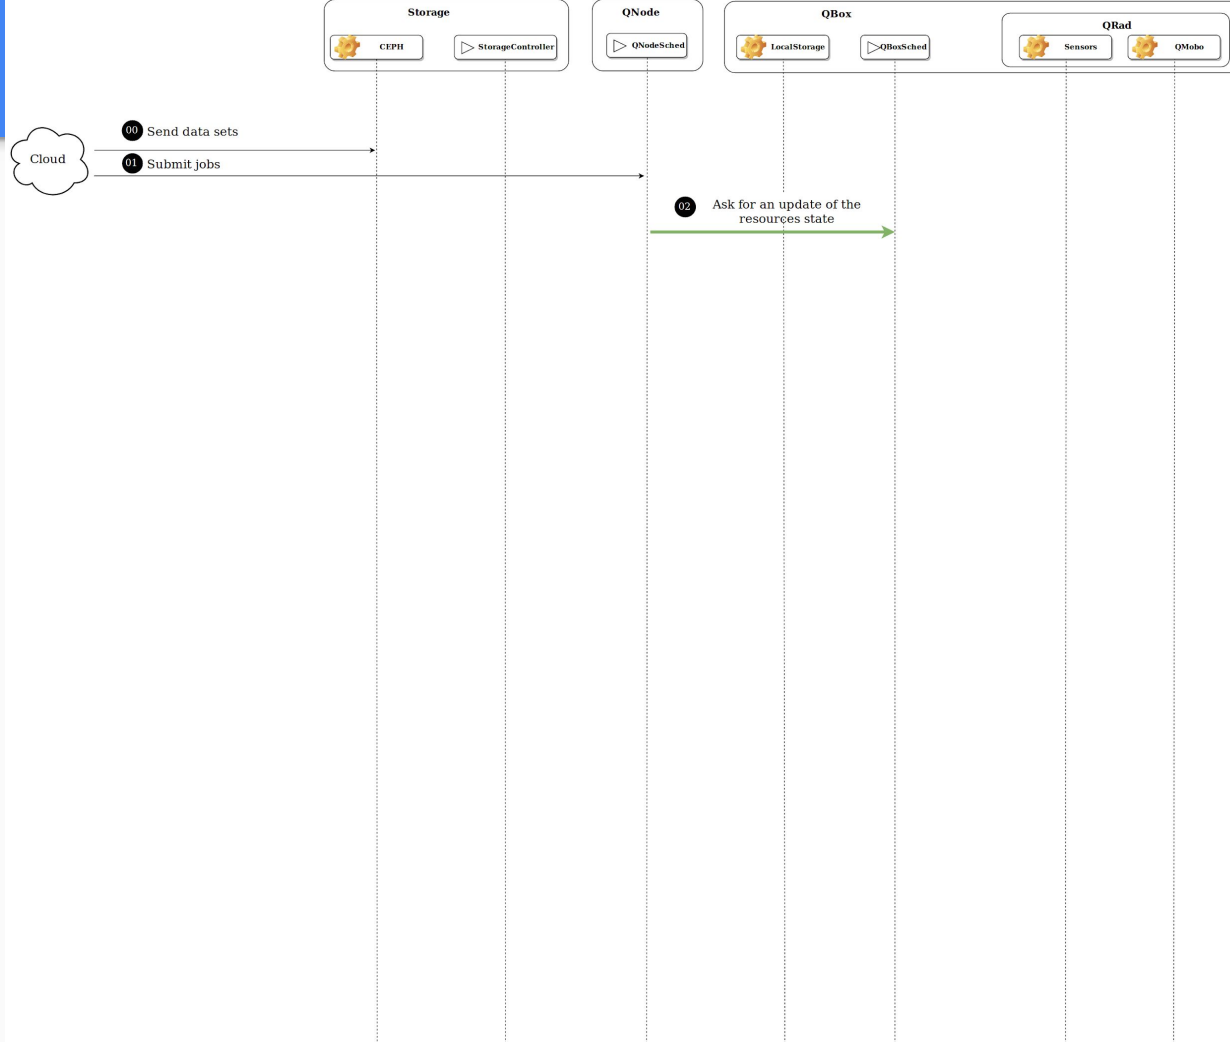 Storage
QNode
QBox
QRad
CEPH
StorageController
QNodeSched
LocalStorage
QBoxSched
Sensors
QMobo
Cloud
00 Send data sets
01 Submit jobs
02 Ask for an update of the
resources state